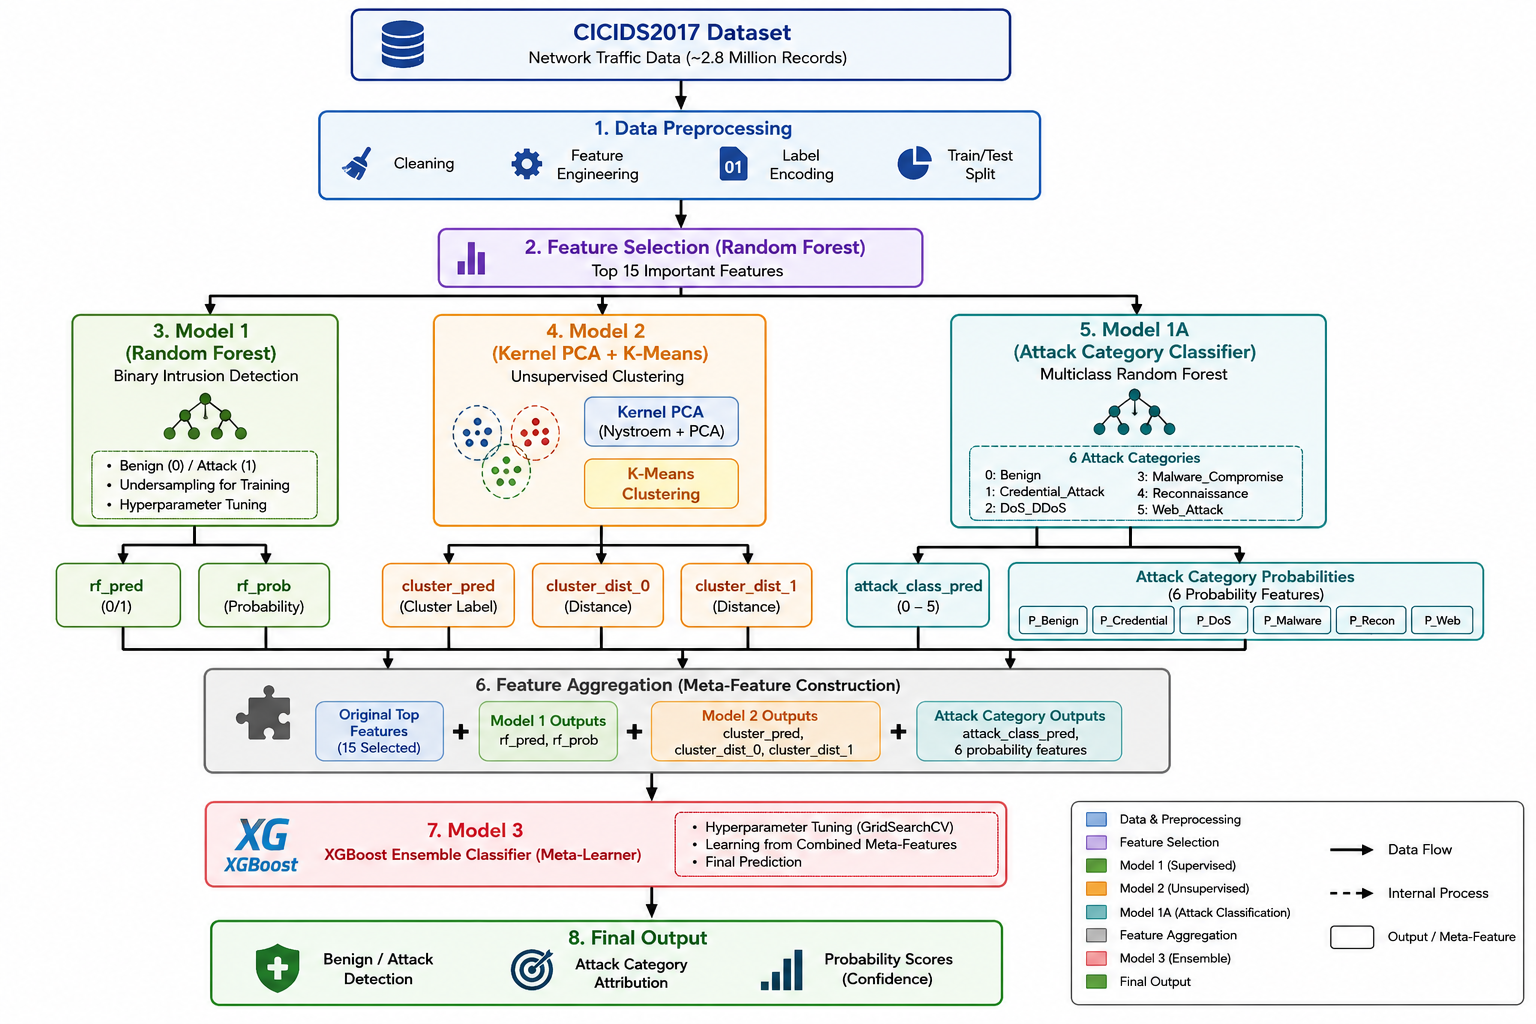 CICIDS2017 Dataset
Network Traffic Data (~2.8 Million Records)
1. Data Preprocessing
Cleaning
Feature
Engineering
01
Label
Encoding
Train/Test
Split
2. Feature Selection (Random Forest)
Top 15 Important Features
3. Model 1
(Random Forest)
Binary Intrusion Detection
• Benign (0) / Attack (1)
• Undersampling for Training
• Hyperparameter Tuning
4. Model 2
(Kernel PCA + K-Means)
Unsupervised Clustering
Kernel PCA
(Nystroem + PCA)
K-Means
Clustering
5. Model 1A
(Attack Category Classifier)
Multiclass Random Forest
6 Attack Categories
0: Benign
1: Credential_Attack
2: DoS_DDoS
3: Malware_Compromise
4: Reconnaissance
5: Web_Attack
rf_pred
(0/1)
rf_prob
(Probability)
cluster_pred
(Cluster Label)
cluster_dist_0
(Distance)
cluster_dist_1
(Distance)
attack_class_pred
(0 – 5)
Attack Category Probabilities
(6 Probability Features)
P_Benign
P_Credential
P_DoS
P_Malware
P_Recon
P_Web
6. Feature Aggregation (Meta-Feature Construction)
Original Top
Features
(15 Selected)
+
Model 1 Outputs
rf_pred, rf_prob
+
Model 2 Outputs
cluster_pred,
cluster_dist_0, cluster_dist_1
+
Attack Category Outputs
attack_class_pred,
6 probability features
XG
XGBoost
7. Model 3
XGBoost Ensemble Classifier (Meta-Learner)
• Hyperparameter Tuning (GridSearchCV)
• Learning from Combined Meta-Features
• Final Prediction
8. Final Output
Benign / Attack
Detection
Attack Category
Attribution
Probability Scores
(Confidence)
Data & Preprocessing
Feature Selection
Model 1 (Supervised)
Model 2 (Unsupervised)
Model 1A (Attack Classification)
Feature Aggregation
Model 3 (Ensemble)
Final Output
Data Flow
Internal Process
Output / Meta-Feature